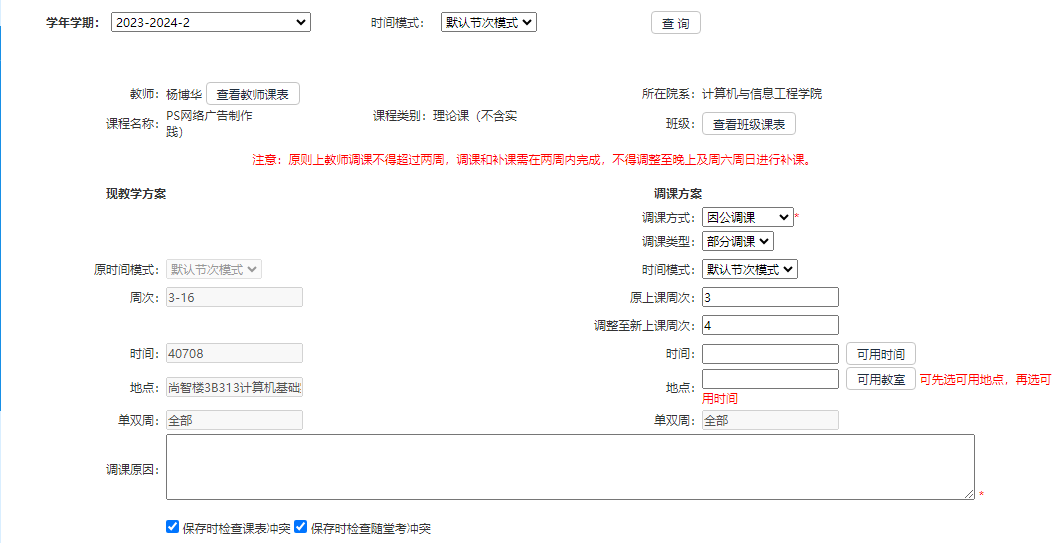 学年学期： 2023-2024-2 时间模式： 默认节次模式 查 询
教师： 杨博华 查看教师课表 所在院系： 计算机与信息工程学院
课程名称： PS网络广告制作 课程类别： 理论课（不含实 班级： 查看班级课表
践）
注意：原则上教师调课不得超过两周，调课和补课需在两周内完成，不得调整至晚上及周六周日进行补课。
现教学方案 调课方案
调课方式： 因公调课 *
调课类型： 部分调课
原时间模式： 默认节次模式 时间模式： 默认节次模式
周次： 3-16 原上课周次： 3
调整至新上课周次： 4
时间： 40708 时间： 可用时间
地点： 尚智楼3B313计算机基础 地点： 可用教室 可先选可用地点，再选可
用时间
单双周： 全部 单双周： 全部
调课原因： *
保存时检查课表冲突 保存时检查随堂考冲突